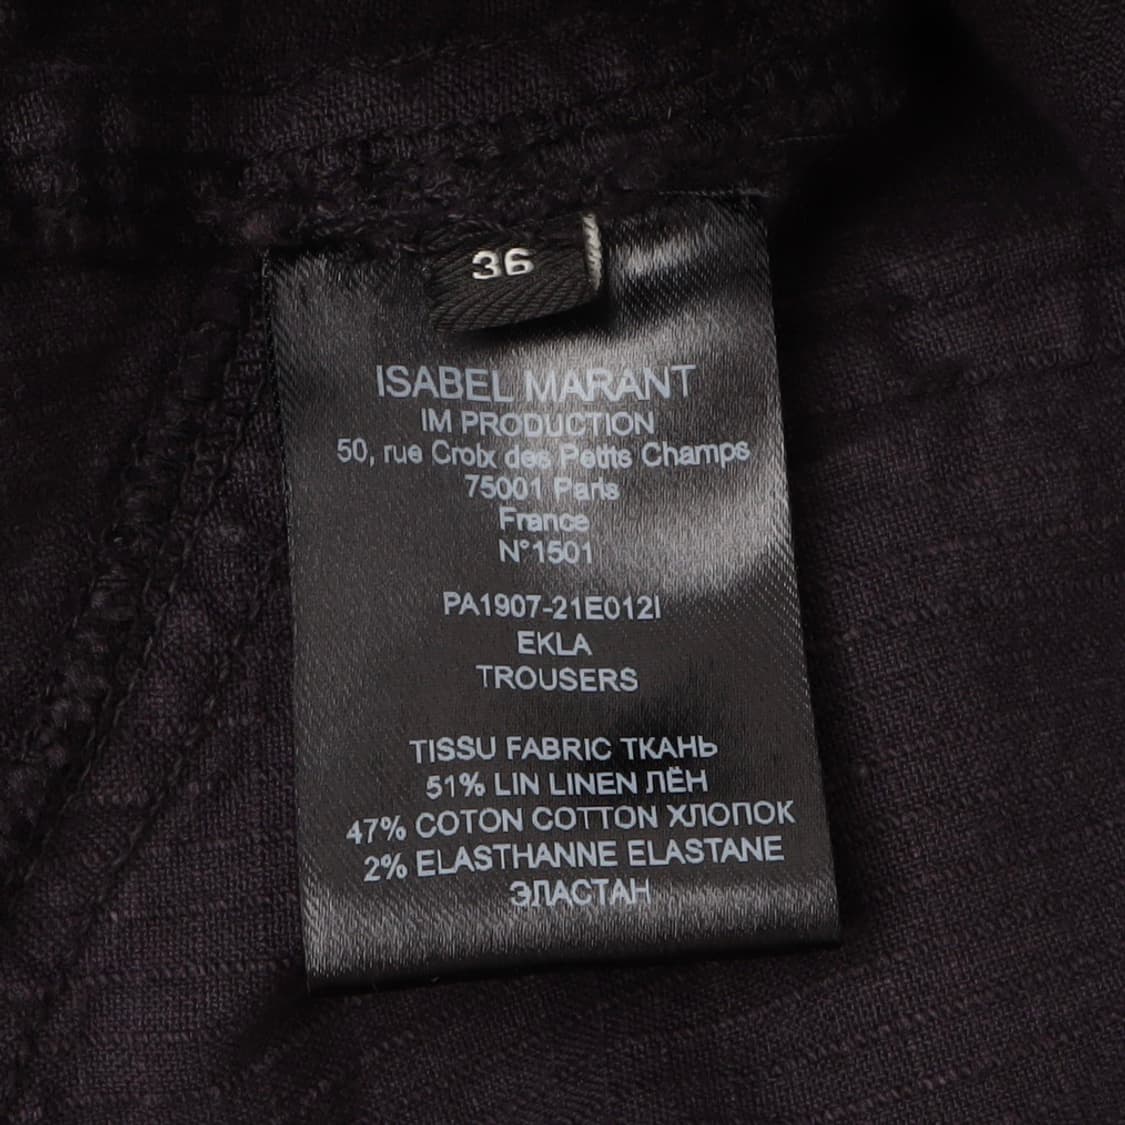 36
ISABEL MARANT
IM PRODUCTION
50, rue Croix des Petits Champs
75001 Paris
France
N°1501
PA1907-21E012I
EKLA
TROUSERS
TISSU FABRIC ТКАНЬ
51% LIN LINEN ЛЁН
47% COTON COTTON ХЛОПОК
2% ELASTHANNE ELASTANE
ЭЛАСТАН